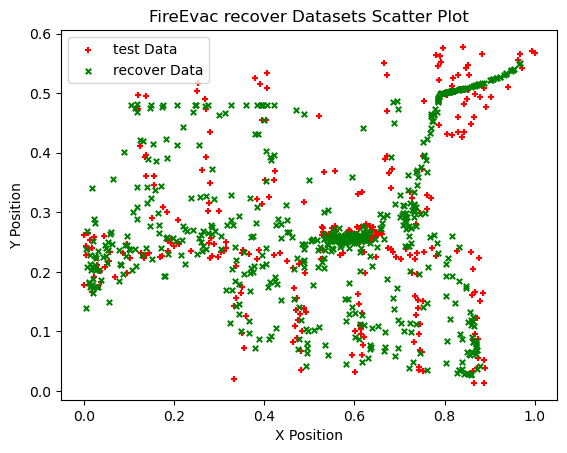 FireEvac recover Datasets Scatter Plot
test Data
recover Data
0.6
0.5
0.4
0.3
0.2
0.1
0.0
Y Position
0.0 0.2 0.4 0.6 0.8 1.0
X Position